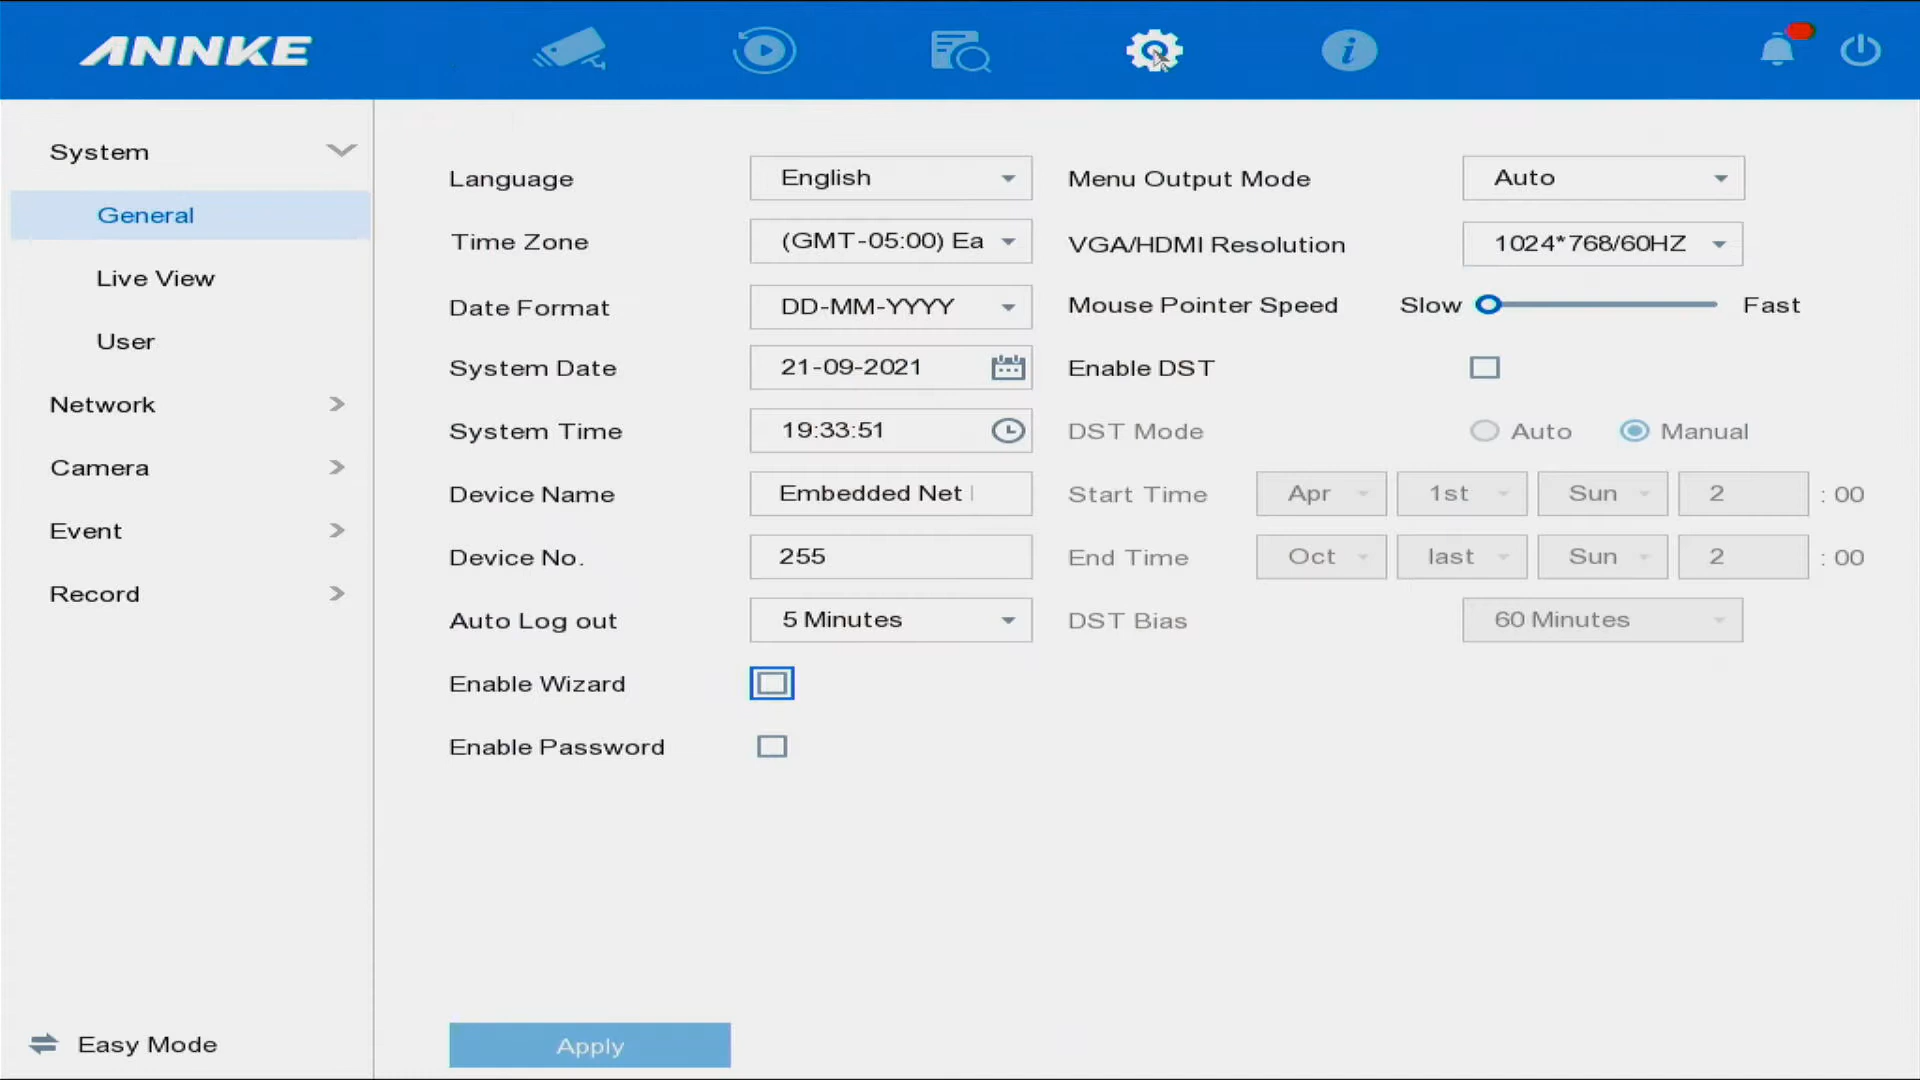 ANNKE
System
General
Live View
User
Network
Camera
Event
Record
Easy Mode
Language English
Time Zone (GMT-05:00) Ea
Date Format DD-MM-YYYY
System Date 21-09-2021
System Time 19:33:51
Device Name Embedded Net
Device No. 255
Auto Log out 5 Minutes
Enable Wizard
Enable Password
Menu Output Mode Auto
VGA/HDMI Resolution 1024*768/60HZ
Mouse Pointer Speed Slow Fast
Enable DST
DST Mode Auto Manual
Start Time Apr 1st Sun 2 : 00
End Time Oct last Sun 2 : 00
DST Bias 60 Minutes
Apply